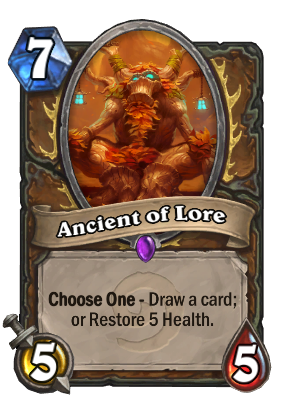 7
Ancient of Lore
Choose One - Draw a card;
or Restore 5 Health.
5
5